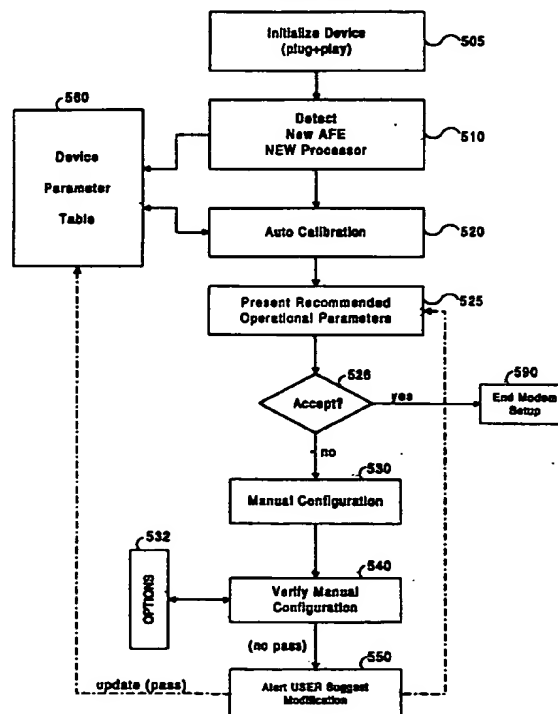 Initialize Device
(plug+play)
505
560
Device
Parameter
Table
Detect
New AFE
NEW Processor
510
Auto Calibration
520
Present Recommended
Operational Parameters
525
526
Accept?
yes
590
End Modem
Setup
no
530
Manual Configuration
532
OPTIONS
540
Verify Manual
Configuration
(no pass)
550
update (pass)
Alert USER Suggest
Modification